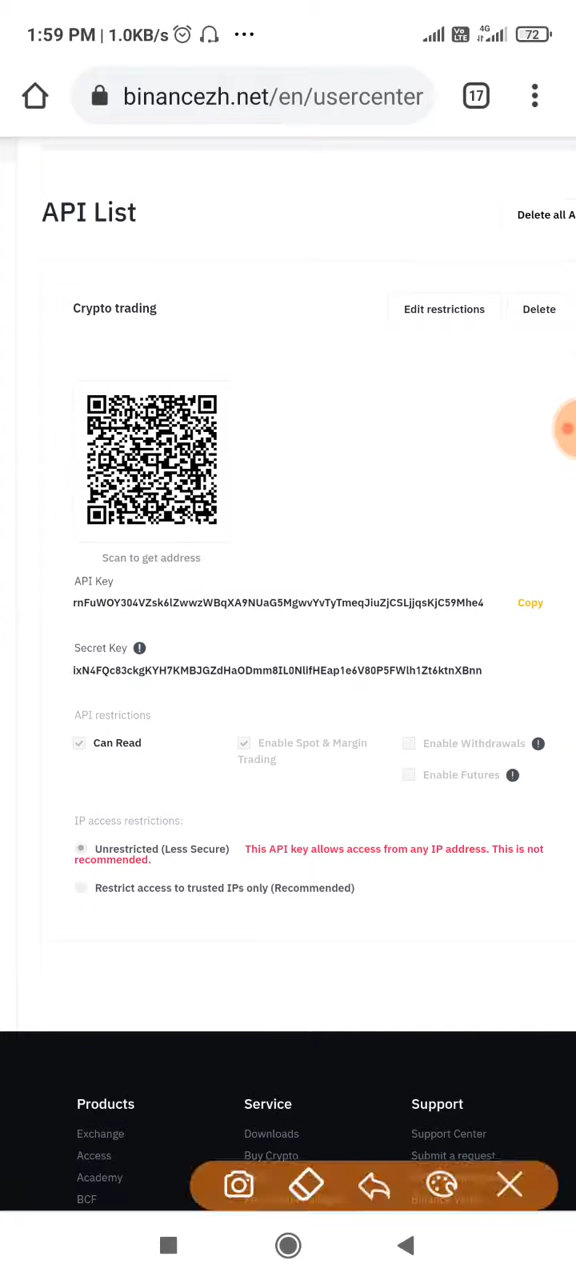 1:59 PM | 1.0KB/s ••• Vo LTE 4G 72
binancezh.net/en/usercenter 17
API List
Delete all A
Crypto trading
Edit restrictions Delete
Scan to get address
API Key
rnFuWOY304VZsk6lZwwzWBqXA9NUaG5MgwvYvTyTmeqJiuZjCSLjjqsKjC59Mhe4 Copy
Secret Key !
ixN4FQc83ckgKYH7KMBJGZdHaODmm8IL0NlifHEap1e6V80P5FWlh1Zt6ktnXBnn
API restrictions
Can Read
Enable Spot & Margin
Trading
Enable Withdrawals !
Enable Futures !
IP access restrictions:
Unrestricted (Less Secure) This API key allows access from any IP address. This is not
recommended.
Restrict access to trusted IPs only (Recommended)
Products Service Support
Exchange Downloads Support Center
Access Buy Crypto Submit a request
Academy
BCF